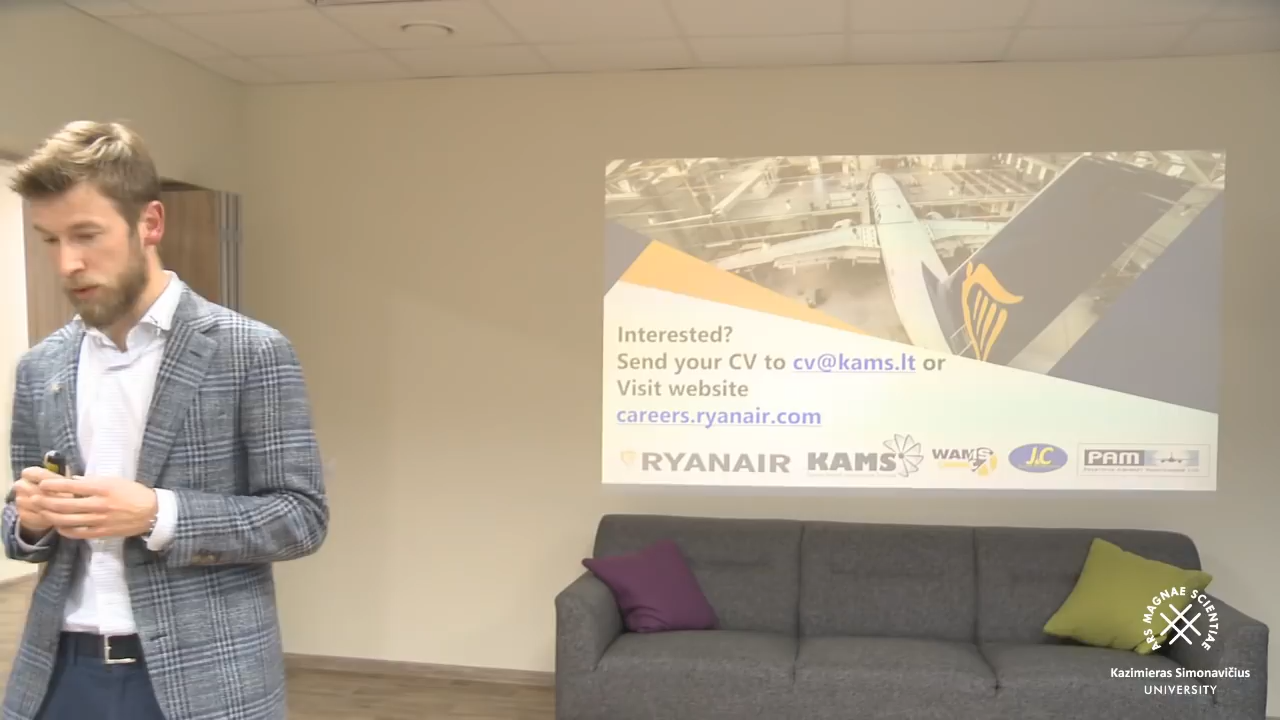 Interested?
Send your CV to cv@kams.lt or
Visit website
careers.ryanair.com
RYANAIR KAMS WAMS J.C PAM
ARS MAGNAE SCIENTIAE
Kazimieras Simonavičius
UNIVERSITY